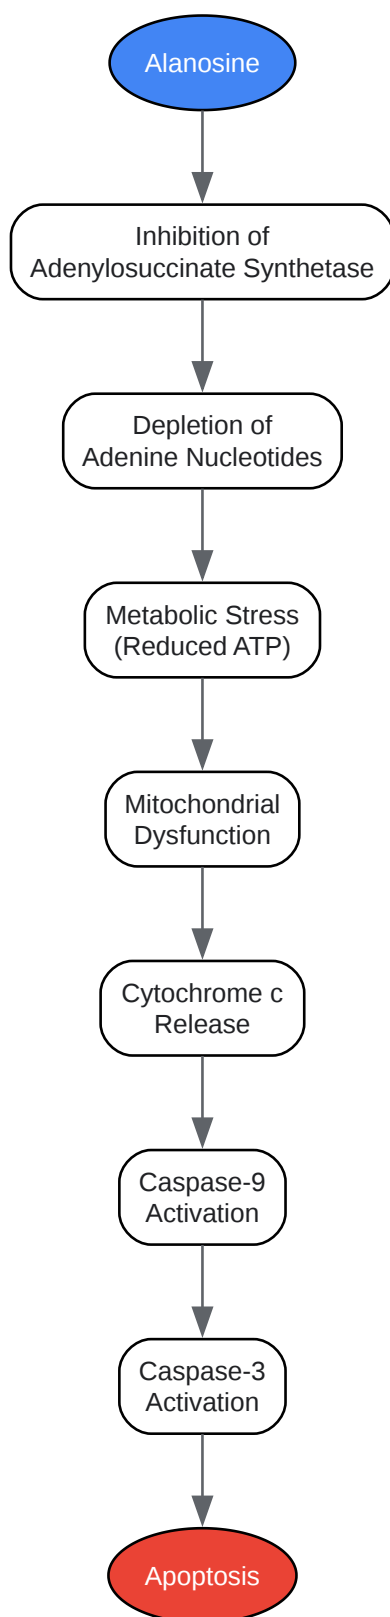 Alanosine
Inhibition of
Adenylosuccinate Synthetase
Depletion of
Adenine Nucleotides
Metabolic Stress
(Reduced ATP)
Mitochondrial
Dysfunction
Cytochrome c
Release
Caspase-9
Activation
Caspase-3
Activation
Apoptosis